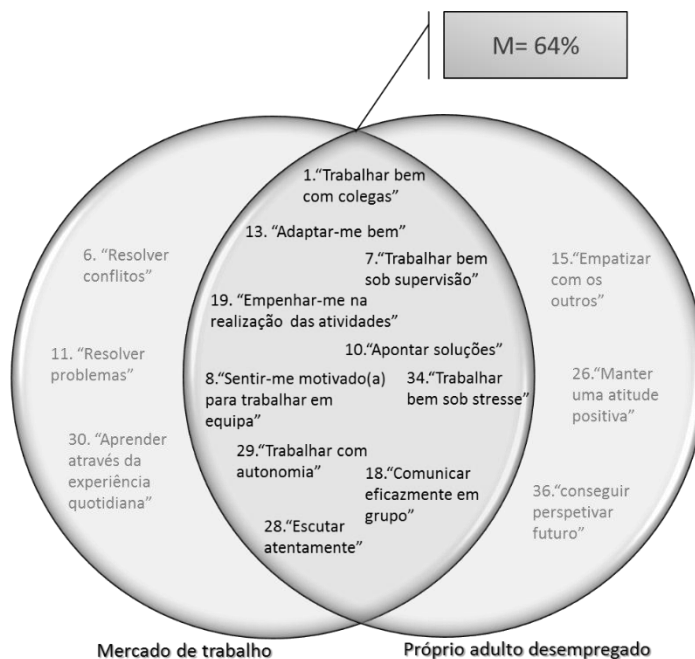 M= 64%
1.“Trabalhar bem
com colegas”
13. “Adaptar-me bem”
7.“Trabalhar bem
sob supervisão”
19. “Empenhar-me na
realização das atividades”
10.“Apontar soluções”
8.“Sentir-me motivado(a)
para trabalhar em
equipa”
34.“Trabalhar
bem sob stresse”
29.“Trabalhar com
autonomia”
18.“Comunicar
eficazmente em
grupo”
28.“Escutar
atentamente”
6. “Resolver
conflitos”
11. “Resolver
problemas”
30. “Aprender
através da
experiência
quotidiana”
15.“Empatizar
com os
outros”
26.“Manter
uma atitude
positiva”
36.“conseguir
perspetivar
futuro”
Mercado de trabalho
Próprio adulto desempregado